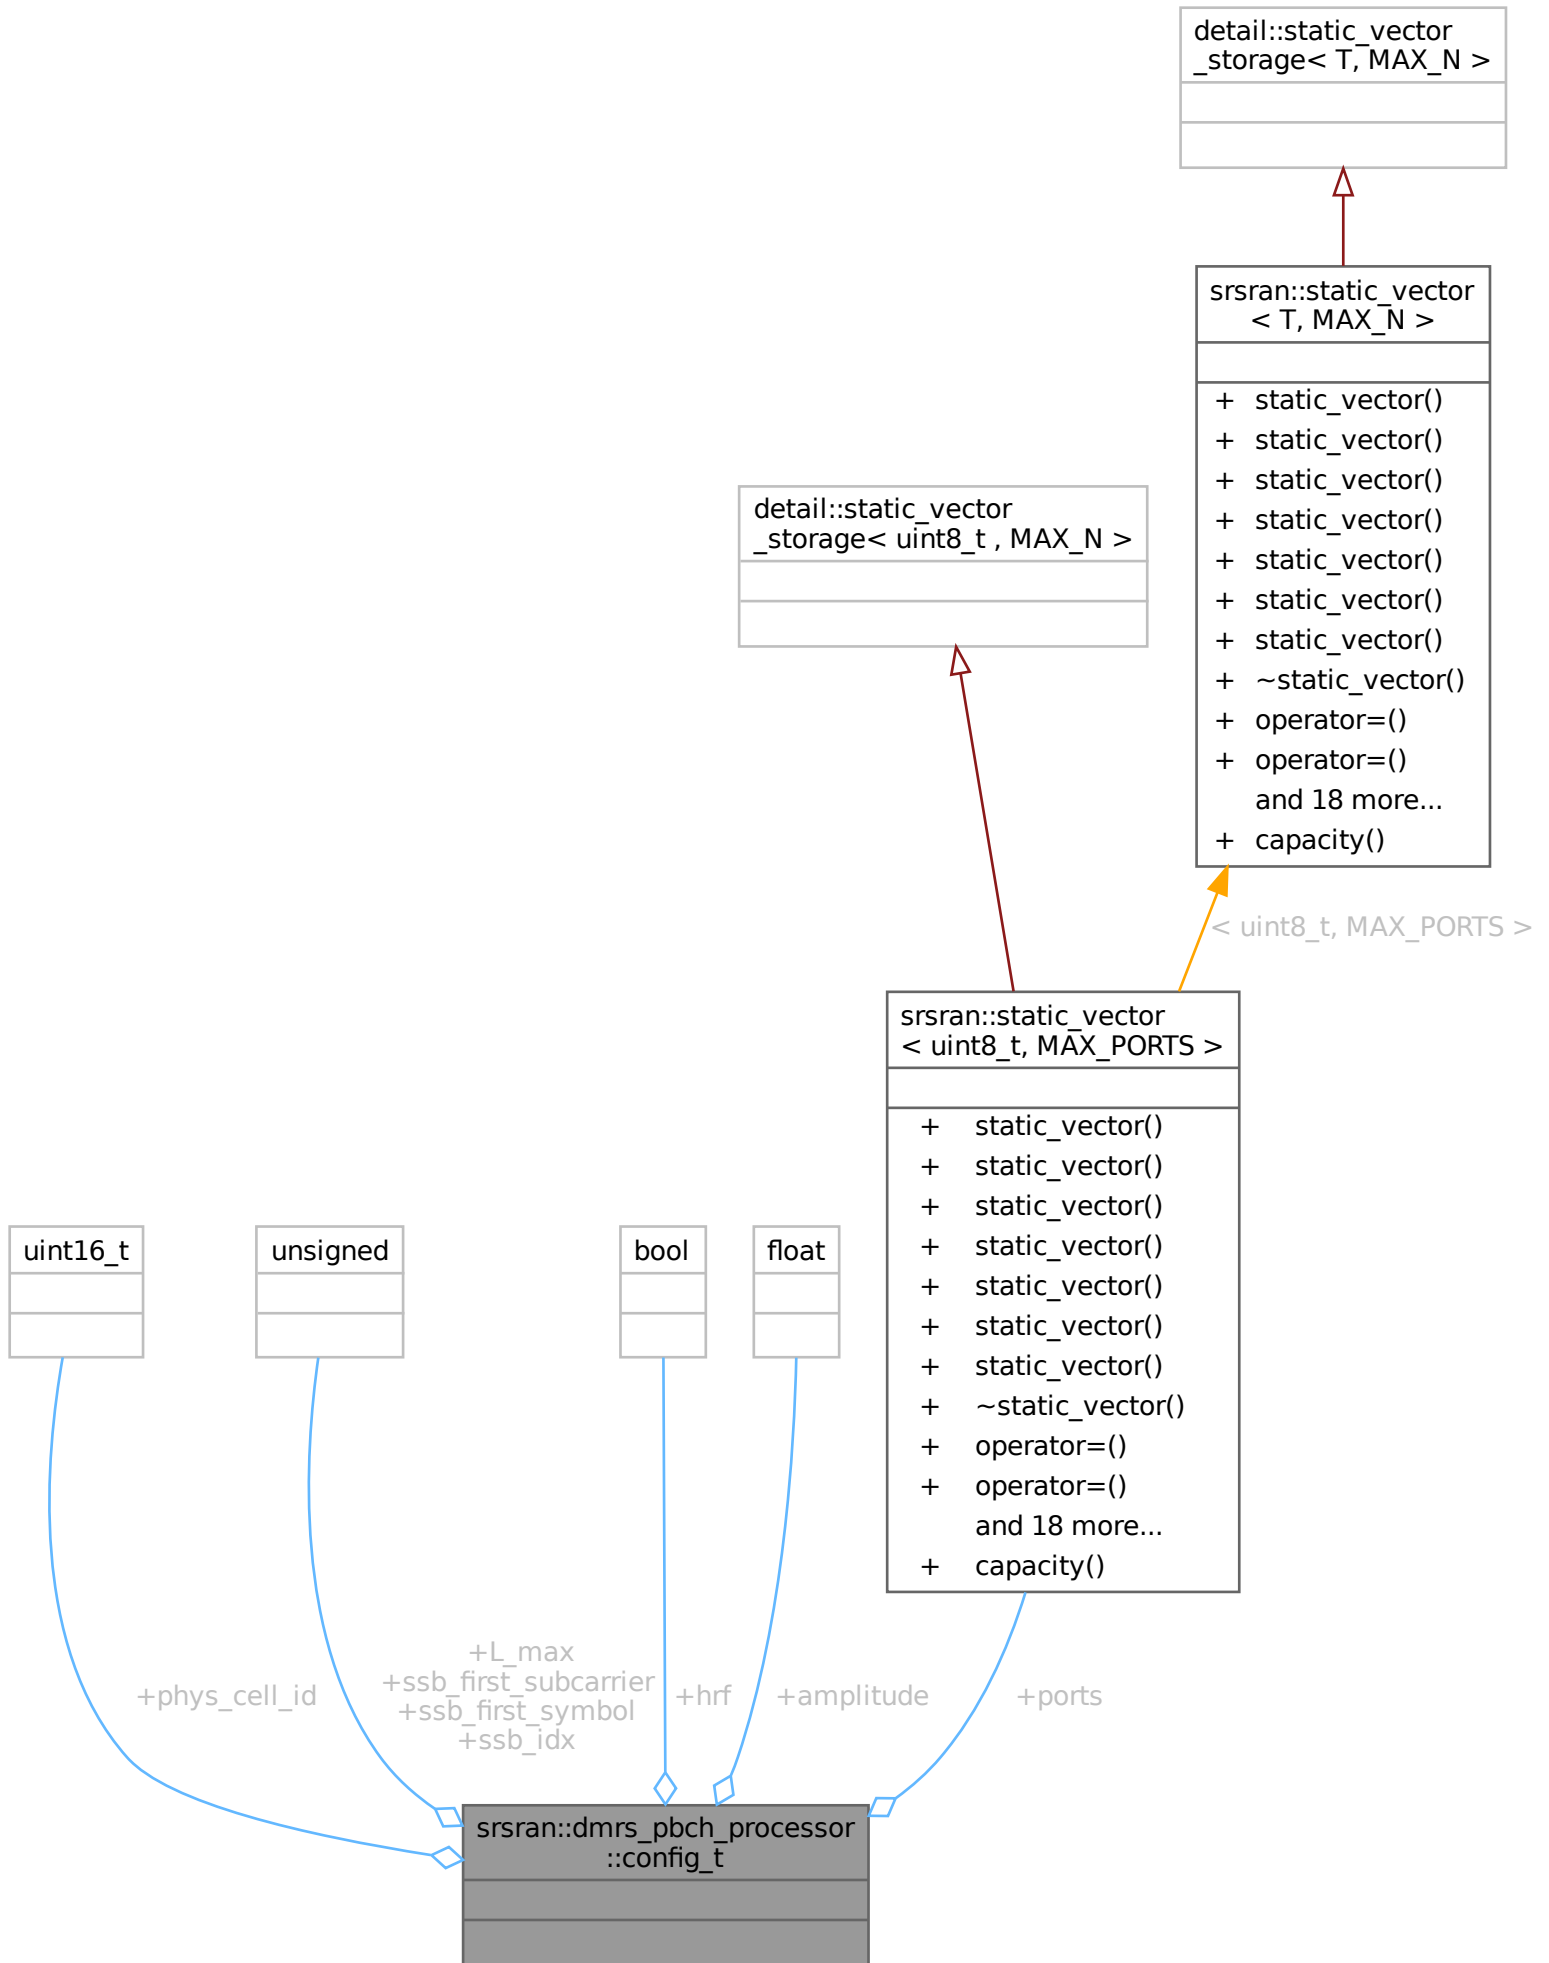 detail::static_vector
_storage< T, MAX_N >
srsran::static_vector
< T, MAX_N >
+ static_vector()
+ static_vector()
+ static_vector()
+ static_vector()
+ static_vector()
+ static_vector()
+ static_vector()
+ ~static_vector()
+ operator=()
+ operator=()
and 18 more...
+ capacity()
detail::static_vector
_storage< uint8_t , MAX_N >
< uint8_t, MAX_PORTS >
srsran::static_vector
< uint8_t, MAX_PORTS >
+ static_vector()
+ static_vector()
+ static_vector()
+ static_vector()
+ static_vector()
+ static_vector()
+ static_vector()
+ ~static_vector()
+ operator=()
+ operator=()
and 18 more...
+ capacity()
uint16_t
unsigned
bool
float
+phys_cell_id
+L_max
+ssb_first_subcarrier
+ssb_first_symbol
+ssb_idx
+hrf
+amplitude
+ports
srsran::dmrs_pbch_processor
::config_t